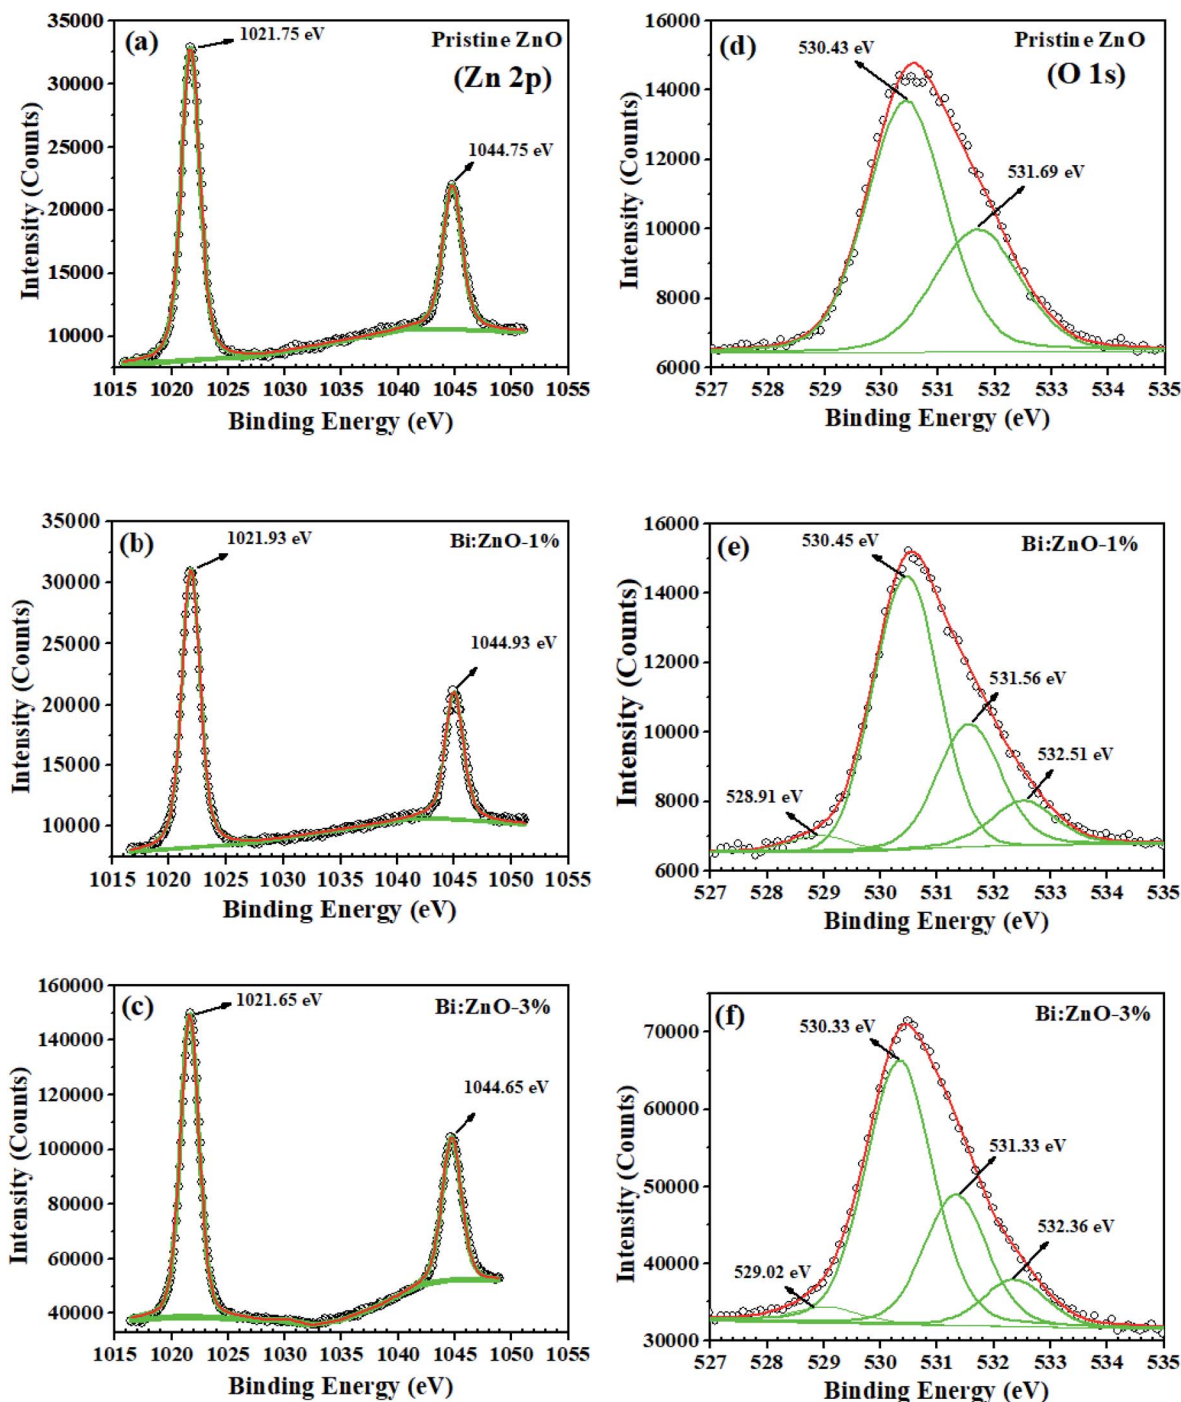 (a)
1021.75 eV
Pristine ZnO
(Zn 2p)
1044.75 eV
Intensity (Counts)
35000
30000
25000
20000
15000
10000
1015 1020 1025 1030 1035 1040 1045 1050 1055
Binding Energy (eV)
(d)
530.43 eV
Pristine ZnO
(O 1s)
531.69 eV
Intensity (Counts)
16000
14000
12000
10000
8000
6000
527 528 529 530 531 532 533 534 535
Binding Energy (eV)
(b)
1021.93 eV
Bi:ZnO-1%
1044.93 eV
Intensity (Counts)
35000
30000
25000
20000
15000
10000
1015 1020 1025 1030 1035 1040 1045 1050 1055
Binding Energy (eV)
(e)
530.45 eV
Bi:ZnO-1%
531.56 eV
532.51 eV
528.91 eV
Intensity (Counts)
16000
14000
12000
10000
8000
6000
527 528 529 530 531 532 533 534 535
Binding Energy (eV)
(c)
1021.65 eV
Bi:ZnO-3%
1044.65 eV
Intensity (Counts)
160000
140000
120000
100000
80000
60000
40000
1015 1020 1025 1030 1035 1040 1045 1050 1055
Binding Energy (eV)
(f)
530.33 eV
Bi:ZnO-3%
531.33 eV
532.36 eV
529.02 eV
Intensity (Counts)
70000
60000
50000
40000
30000
527 528 529 530 531 532 533 534 535
Binding Energy (eV)